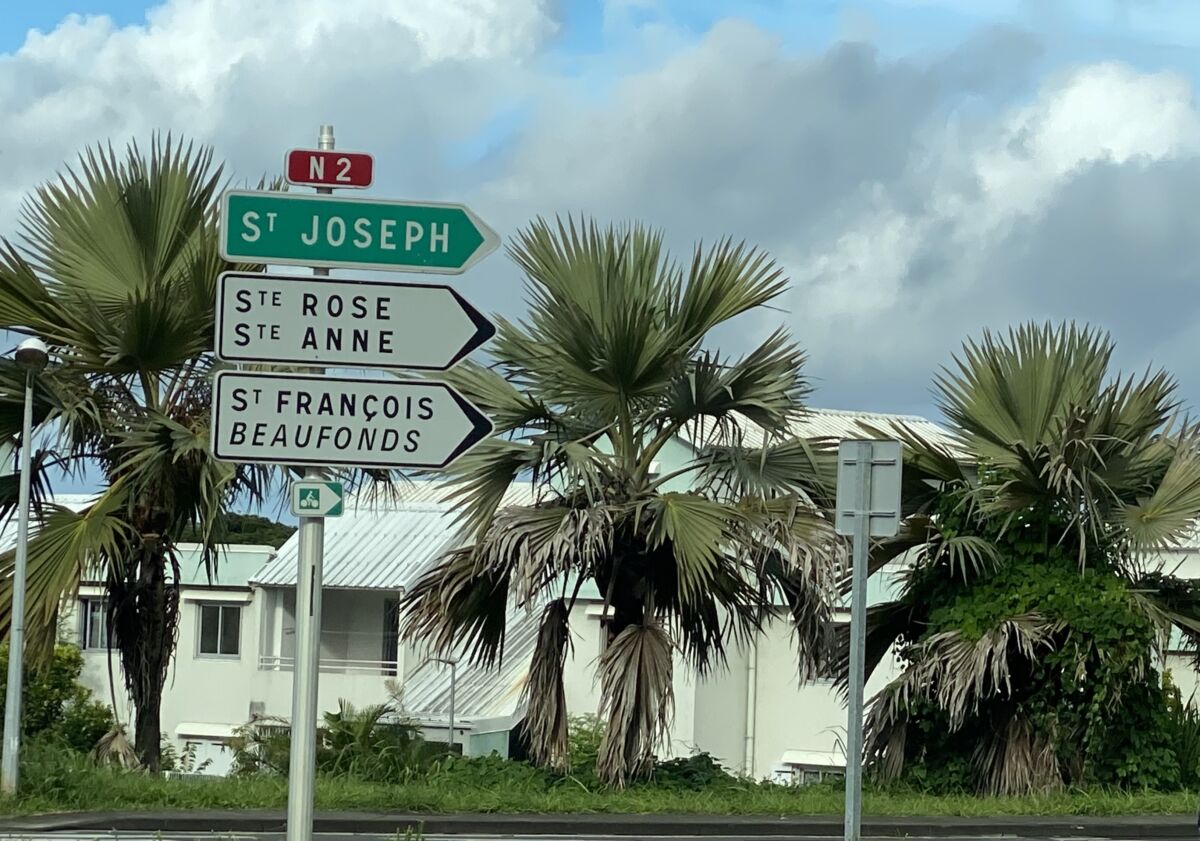 N 2
ST JOSEPH
STE ROSE
STE ANNE
ST FRANÇOIS
BEAUFONDS